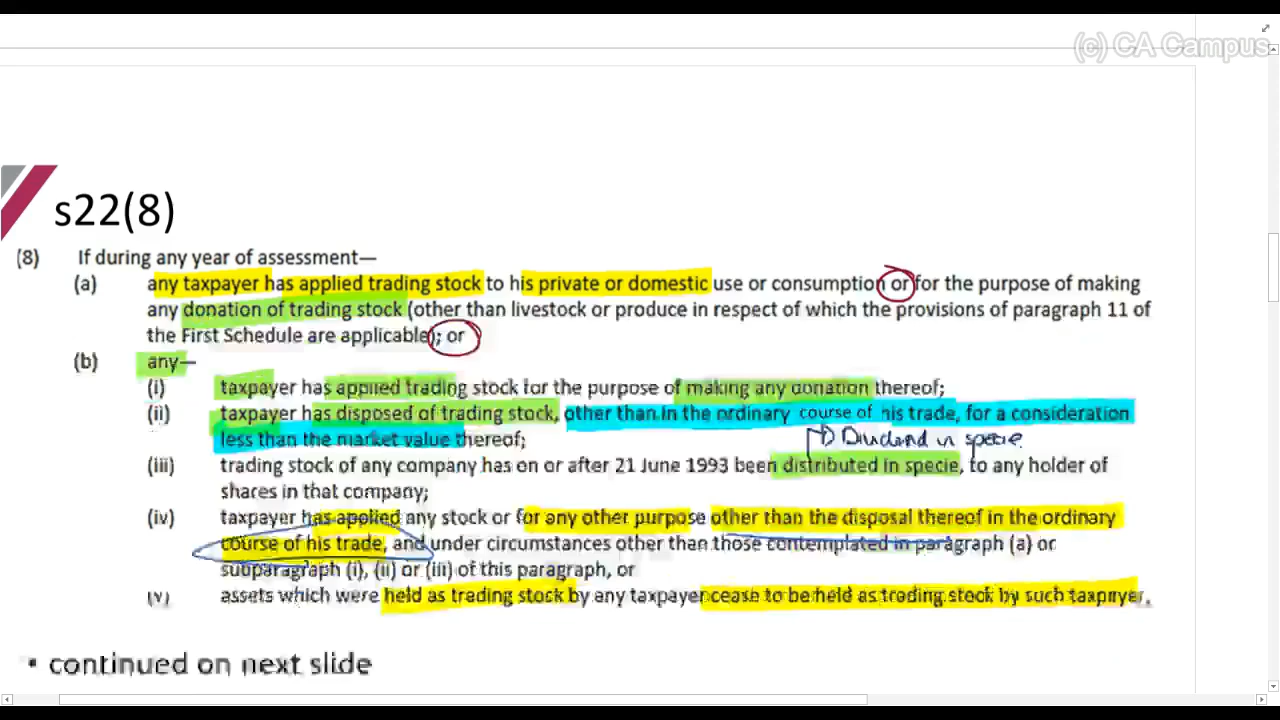 (c) CA Campus
s22(8)
(8) If during any year of assessment—
(a) any taxpayer has applied trading stock to his private or domestic use or consumption or for the purpose of making
any donation of trading stock (other than livestock or produce in respect of which the provisions of paragraph 11 of
the First Schedule are applicable); or
(b) any—
(i) taxpayer has applied trading stock for the purpose of making any donation thereof;
(ii) taxpayer has disposed of trading stock, other than in the ordinary course of his trade, for a consideration
less than the market value thereof;
Dividend in specie
(iii) trading stock of any company has on or after 21 June 1993 been distributed in specie, to any holder of
shares in that company;
(iv) taxpayer has applied any stock or for any other purpose other than the disposal thereof in the ordinary
course of his trade, and under circumstances other than those contemplated in paragraph (a) or
subparagraph (i), (ii) or (iii) of this paragraph, or
(v) assets which were held as trading stock by any taxpayer cease to be held as trading stock by such taxpayer,
• continued on next slide